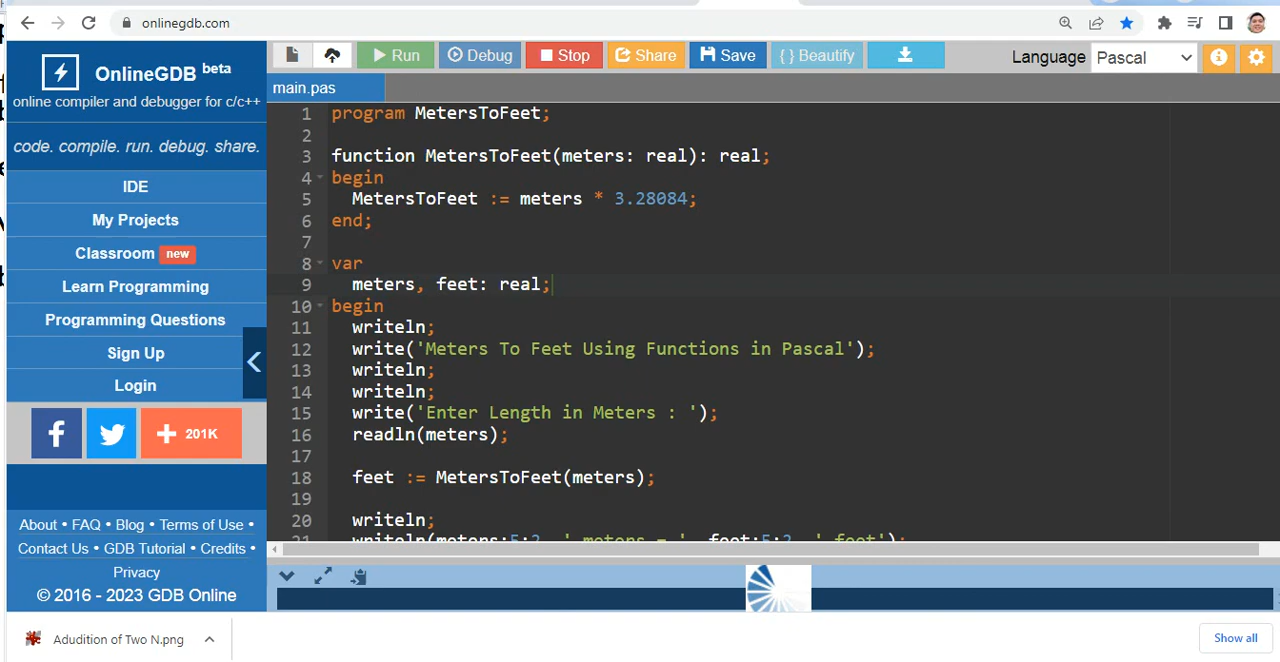 onlinegdb.com
OnlineGDB beta
online compiler and debugger for c/c++
code. compile. run. debug. share.
IDE
My Projects
Classroom new
Learn Programming
Programming Questions
Sign Up
Login
201K
About • FAQ • Blog • Terms of Use •
Contact Us • GDB Tutorial • Credits •
Privacy
© 2016 - 2023 GDB Online
Run Debug Stop Share Save { } Beautify Language Pascal
main.pas
1 program MetersToFeet;
2
3 function MetersToFeet(meters: real): real;
4 begin
5 MetersToFeet := meters * 3.28084;
6 end;
7
8 var
9 meters, feet: real;
10 begin
11 writeln;
12 write('Meters To Feet Using Functions in Pascal');
13 writeln;
14 writeln;
15 write('Enter Length in Meters : ');
16 readln(meters);
17
18 feet := MetersToFeet(meters);
19
20 writeln;
21 writeln(meters:5:2, ' meters = ', feet:5:2, ' feet');
Adudition of Two N.png
Show all